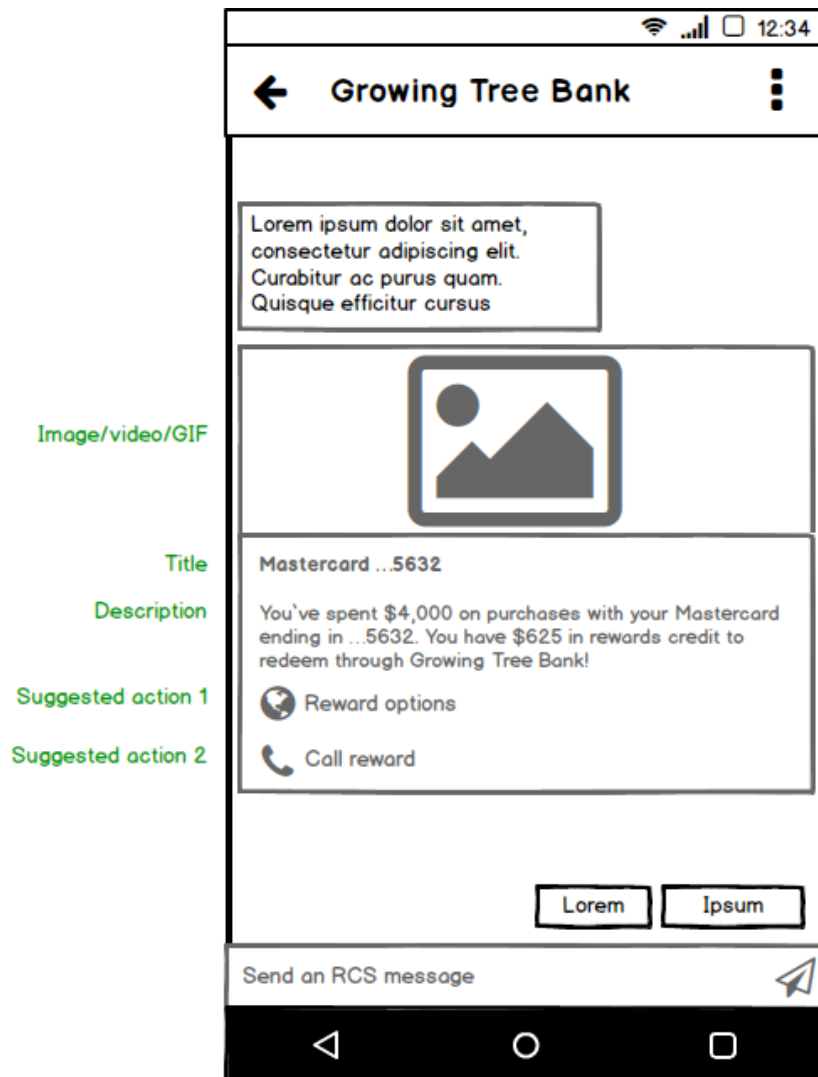 12:34
Growing Tree Bank
Lorem ipsum dolor sit amet,
consectetur adipiscing elit.
Curabitur ac purus quam.
Quisque efficitur cursus
Image/video/GIF
Title
Mastercard ...5632
Description
You`ve spent $4,000 on purchases with your Mastercard
ending in ...5632. You have $625 in rewards credit to
redeem through Growing Tree Bank!
Suggested action 1
Reward options
Suggested action 2
Call reward
Lorem
Ipsum
Send an RCS message